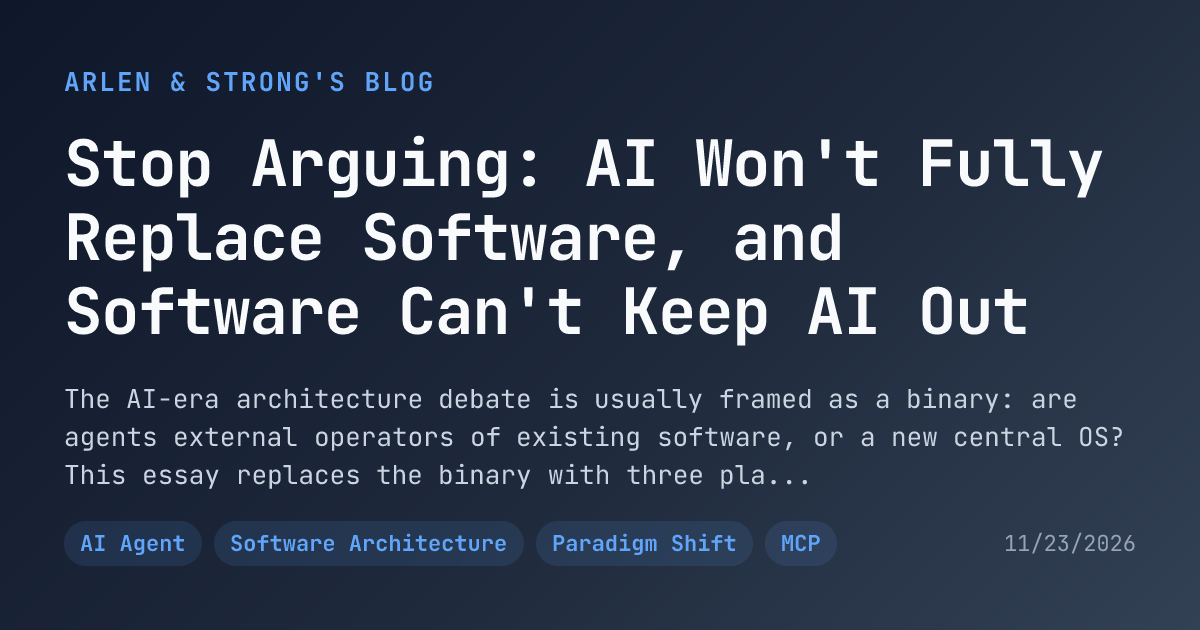 ARLEN & STRONG'S BLOG
Stop Arguing: AI Won't Fully
Replace Software, and
Software Can't Keep AI Out
The AI-era architecture debate is usually framed as a binary: are
agents external operators of existing software, or a new central OS?
This essay replaces the binary with three pla...
AI Agent
Software Architecture
Paradigm Shift
MCP
11/23/2026